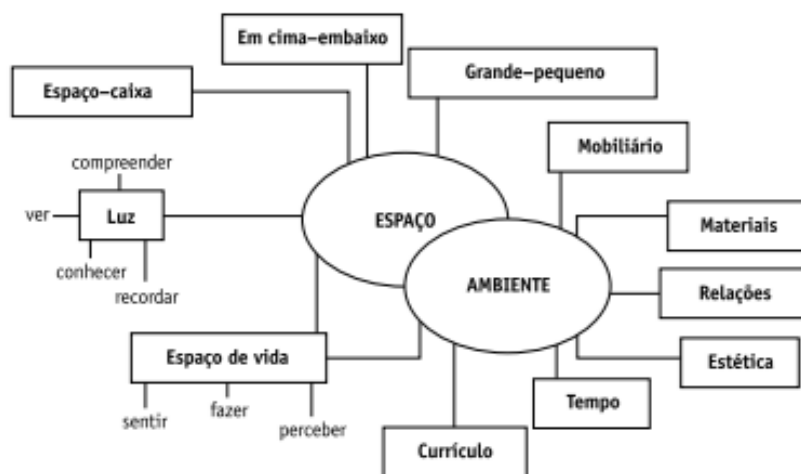 Em cima–embaixo
Grande–pequeno
Espaço–caixa
Mobiliário
compreender
ver
Luz
conhecer
recordar
ESPAÇO
AMBIENTE
Materiais
Relações
Estética
Espaço de vida
sentir
fazer
perceber
Tempo
Currículo